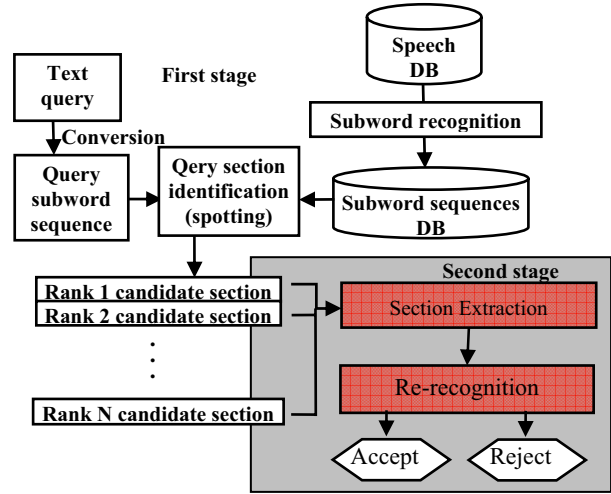 Text
query
First stage
Speech
DB
Conversion
Subword recognition
Query
subword
sequence
Qery section
identification
(spotting)
Subword sequences
DB
Second stage
Rank 1 candidate section
Rank 2 candidate section
Section Extraction
Re-recognition
Rank N candidate section
Accept
Reject